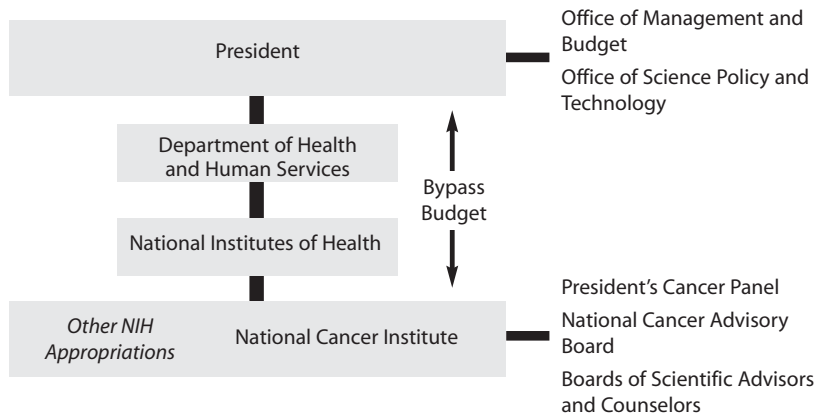 President
Office of Management and
Budget
Office of Science Policy and
Technology
Department of Health
and Human Services
Bypass
Budget
National Institutes of Health
Other NIH
Appropriations
National Cancer Institute
President’s Cancer Panel
National Cancer Advisory
Board
Boards of Scientific Advisors
and Counselors